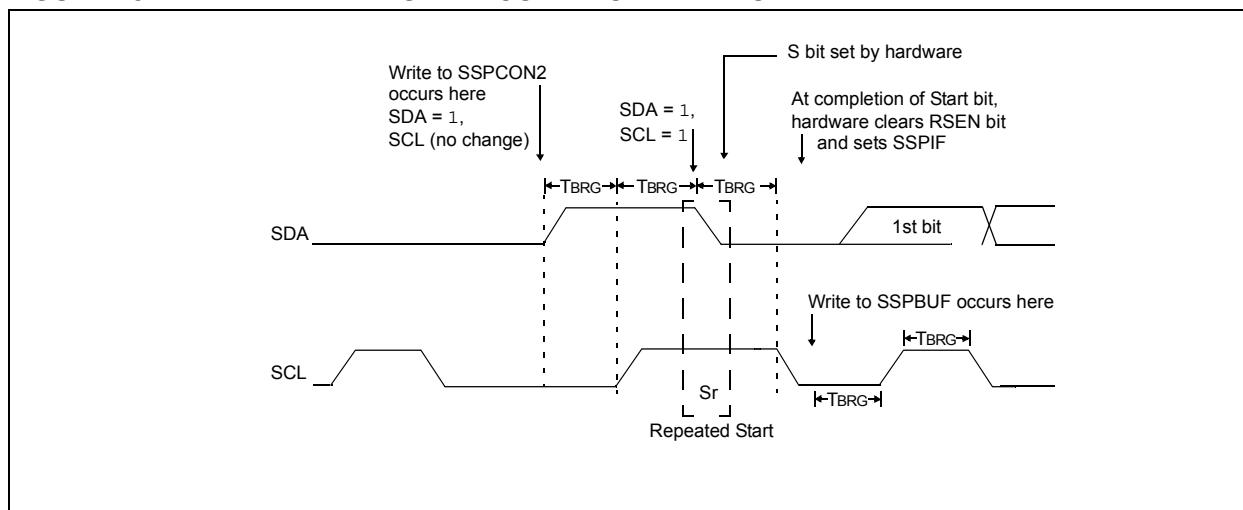 S bit set by hardware
Write to SSPCON2
occurs here
SDA = 1,
SCL (no change)
SDA = 1,
SCL = 1
At completion of Start bit,
hardware clears RSEN bit
and sets SSPIF
TBRG
TBRG
TBRG
SDA
1st bit
Write to SSPBUF occurs here
TBRG
SCL
Sr
TBRG
Repeated Start